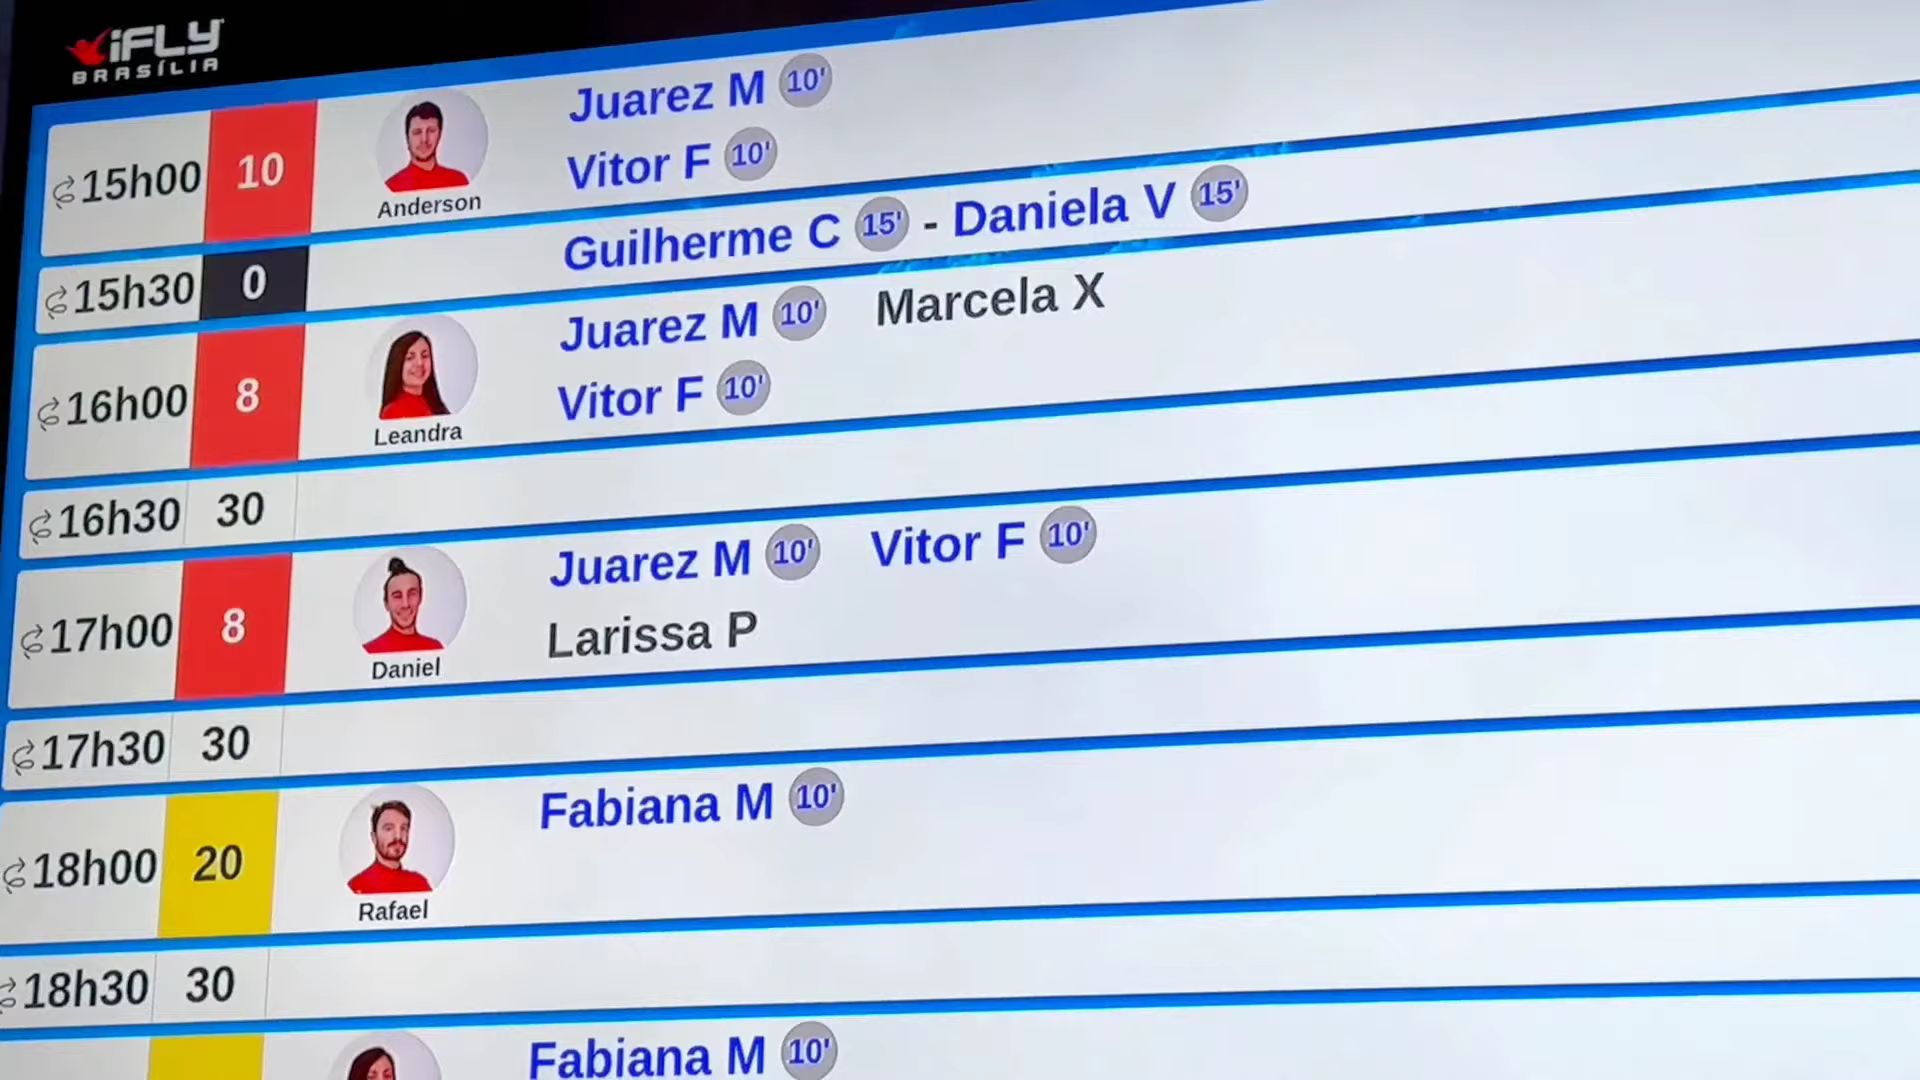 iFLY
BRASÍLIA
15h00 10 Anderson Juarez M 10'
Vitor F 10'
15h30 0 Guilherme C 15' - Daniela V 15'
16h00 8 Leandra Juarez M 10' Marcela X
Vitor F 10'
16h30 30
17h00 8 Daniel Juarez M 10' Vitor F 10'
Larissa P
17h30 30
18h00 20 Rafael Fabiana M 10'
18h30 30
Fabiana M 10'